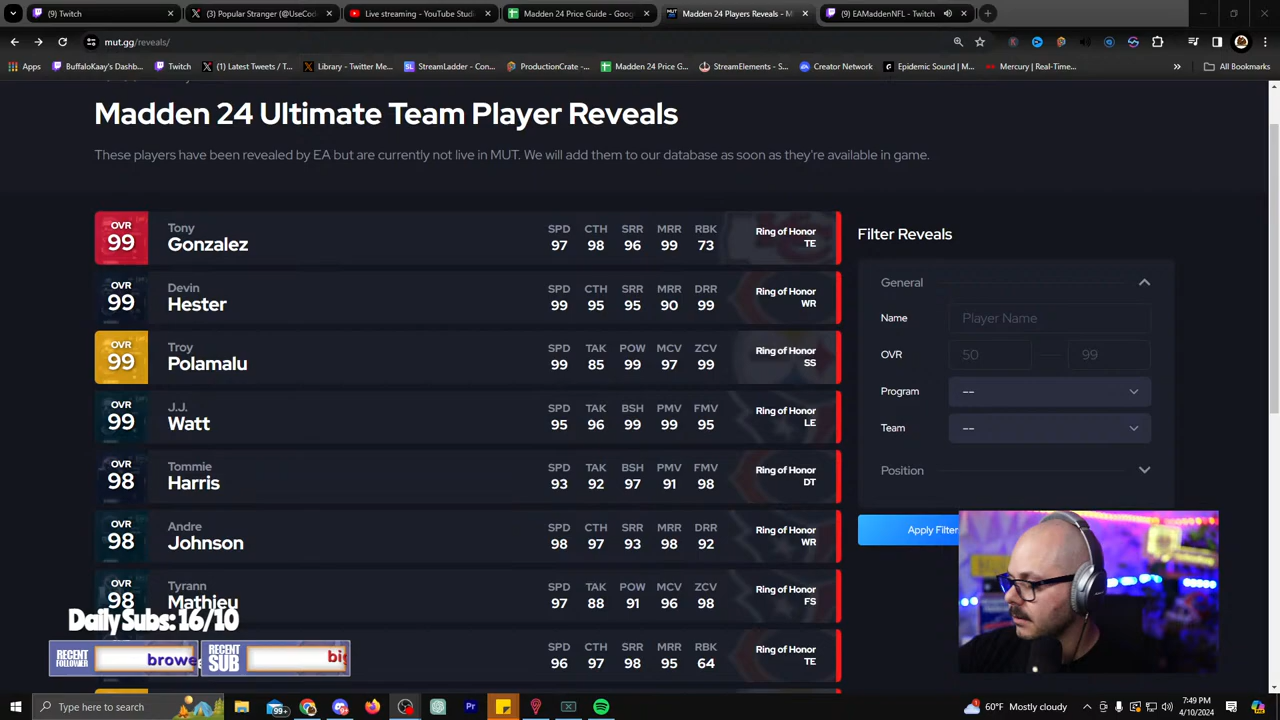 (9) Twitch
(3) Popular Stranger (@UseCod
Live streaming - YouTube Studi
Madden 24 Price Guide - Goog
Madden 24 Players Reveals - M
(9) EAMaddenNFL - Twitch
mut.gg/reveals/
Apps
BuffaloKaay's Dashb...
Twitch
(1) Latest Tweets / T...
Library - Twitter Me...
StreamLadder - Con...
ProductionCrate - ...
Madden 24 Price G...
StreamElements - S...
Creator Network
Epidemic Sound | M...
Mercury | Real-Time...
All Bookmarks
Madden 24 Ultimate Team Player Reveals
These players have been revealed by EA but are currently not live in MUT. We will add them to our database as soon as they're available in game.
OVR 99 Tony Gonzalez SPD 97 CTH 98 SRR 96 MRR 99 RBK 73 Ring of Honor TE
OVR 99 Devin Hester SPD 99 CTH 95 SRR 95 MRR 90 DRR 99 Ring of Honor WR
OVR 99 Troy Polamalu SPD 99 TAK 85 POW 99 MCV 97 ZCV 99 Ring of Honor SS
OVR 99 J.J. Watt SPD 95 TAK 96 BSH 99 PMV 99 FMV 95 Ring of Honor LE
OVR 98 Tommie Harris SPD 93 TAK 92 BSH 97 PMV 91 FMV 98 Ring of Honor DT
OVR 98 Andre Johnson SPD 98 CTH 97 SRR 93 MRR 98 DRR 92 Ring of Honor WR
OVR 98 Tyrann Mathieu SPD 97 TAK 88 POW 91 MCV 96 ZCV 98 Ring of Honor FS
SPD 96 CTH 97 SRR 98 MRR 95 RBK 64 Ring of Honor TE
Filter Reveals
General
Name Player Name
OVR 50 99
Program --
Team --
Position
Apply Filter
Daily Subs: 16/10
RECENT FOLLOWER browe
RECENT SUB big
Type here to search
99+
60°F Mostly cloudy
7:49 PM
4/10/2024